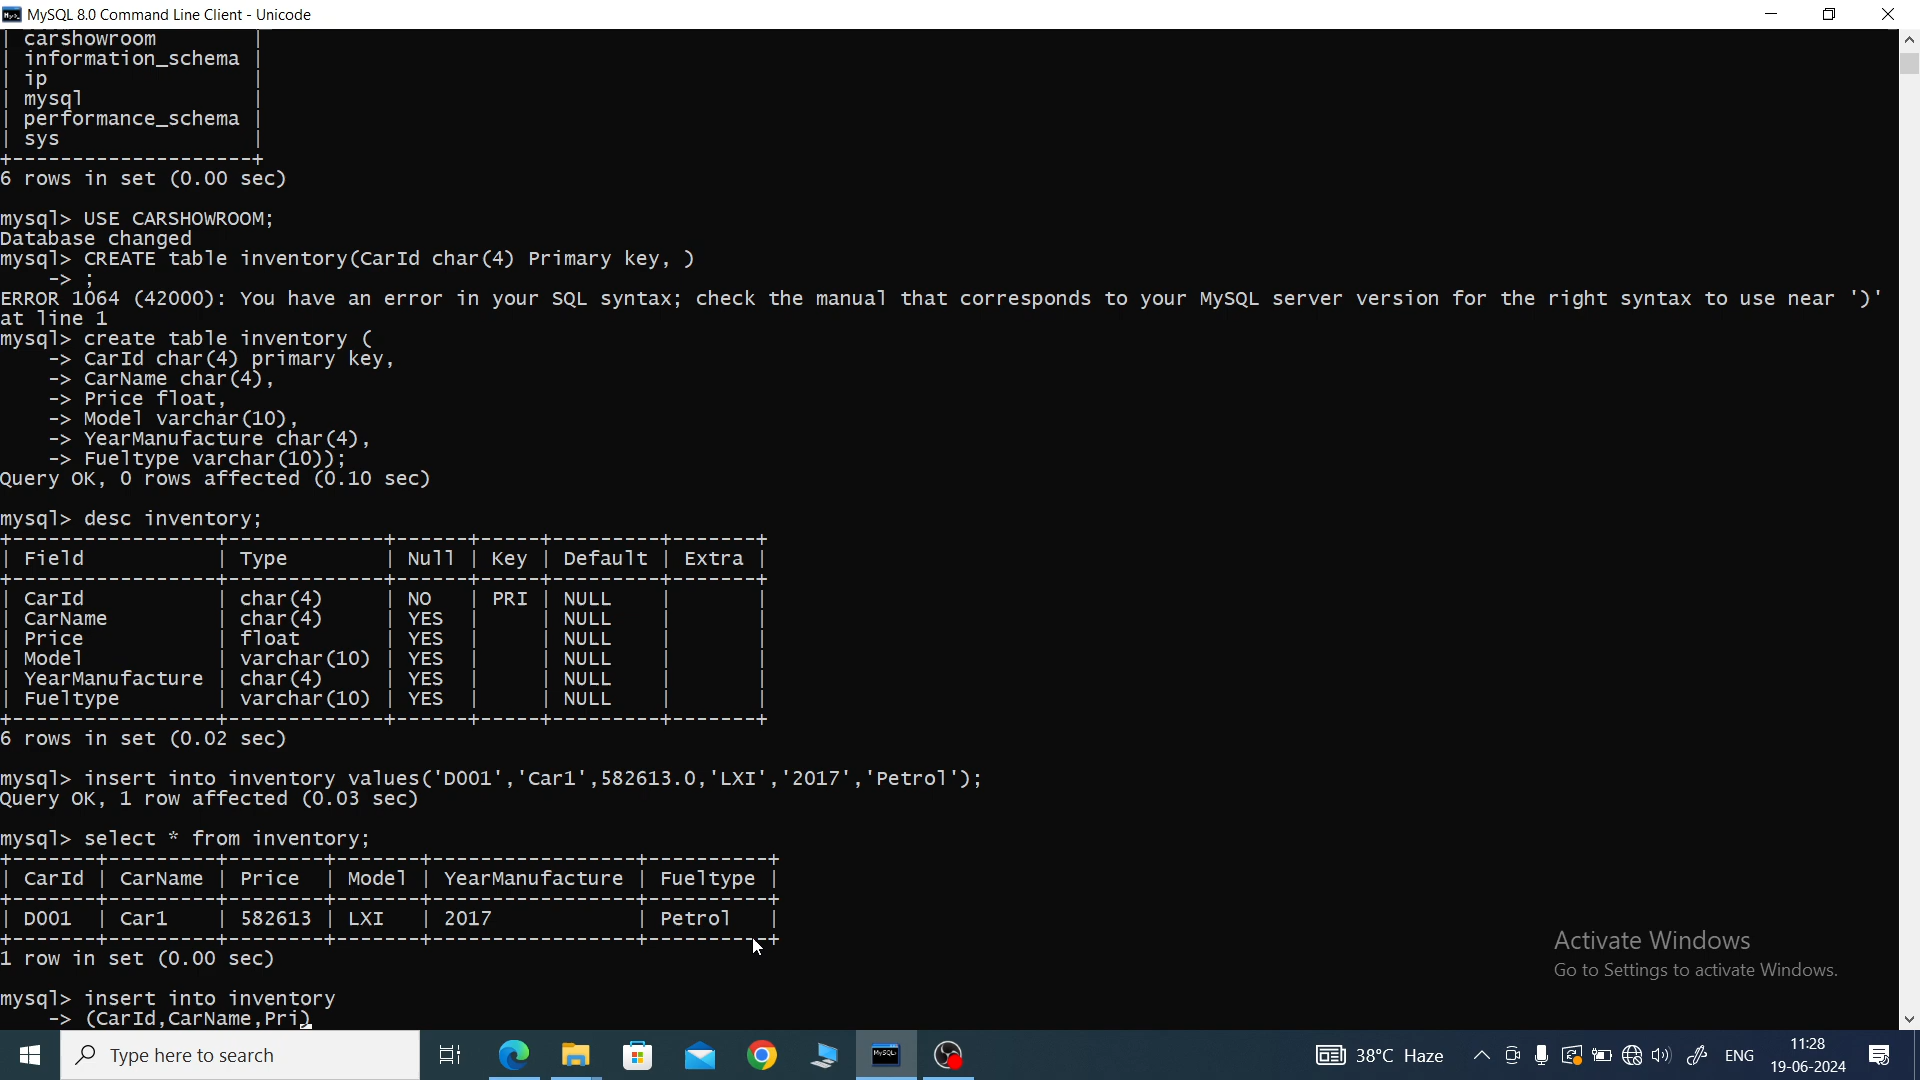 MySQL 8.0 Command Line Client - Unicode
| carshowroom |
| information_schema |
| ip |
| mysql |
| performance_schema |
| sys |
+--------------------+
6 rows in set (0.00 sec)
mysql> USE CARSHOWROOM;
Database changed
mysql> CREATE table inventory(CarId char(4) Primary key, )
-> ;
ERROR 1064 (42000): You have an error in your SQL syntax; check the manual that corresponds to your MySQL server version for the right syntax to use near ')'
at line 1
mysql> create table inventory (
-> CarId char(4) primary key,
-> CarName char(4),
-> Price float,
-> Model varchar(10),
-> YearManufacture char(4),
-> Fueltype varchar(10));
Query OK, 0 rows affected (0.10 sec)
mysql> desc inventory;
+-----------------+-------------+------+-----+---------+-------+
| Field | Type | Null | Key | Default | Extra |
+-----------------+-------------+------+-----+---------+-------+
| CarId | char(4) | NO | PRI | NULL | |
| CarName | char(4) | YES | | NULL | |
| Price | float | YES | | NULL | |
| Model | varchar(10) | YES | | NULL | |
| YearManufacture | char(4) | YES | | NULL | |
| Fueltype | varchar(10) | YES | | NULL | |
+-----------------+-------------+------+-----+---------+-------+
6 rows in set (0.02 sec)
mysql> insert into inventory values('D001','Car1',582613.0,'LXI','2017','Petrol');
Query OK, 1 row affected (0.03 sec)
mysql> select * from inventory;
+-------+---------+--------+-------+-----------------+----------+
| CarId | CarName | Price | Model | YearManufacture | Fueltype |
+-------+---------+--------+-------+-----------------+----------+
| D001 | Car1 | 582613 | LXI | 2017 | Petrol |
+-------+---------+--------+-------+-----------------+----------+
1 row in set (0.00 sec)
mysql> insert into inventory
-> (CarId,CarName,Pri)
Activate Windows
Go to Settings to activate Windows.
Type here to search
MySQL
38°C Haze
ENG
11:28
19-06-2024